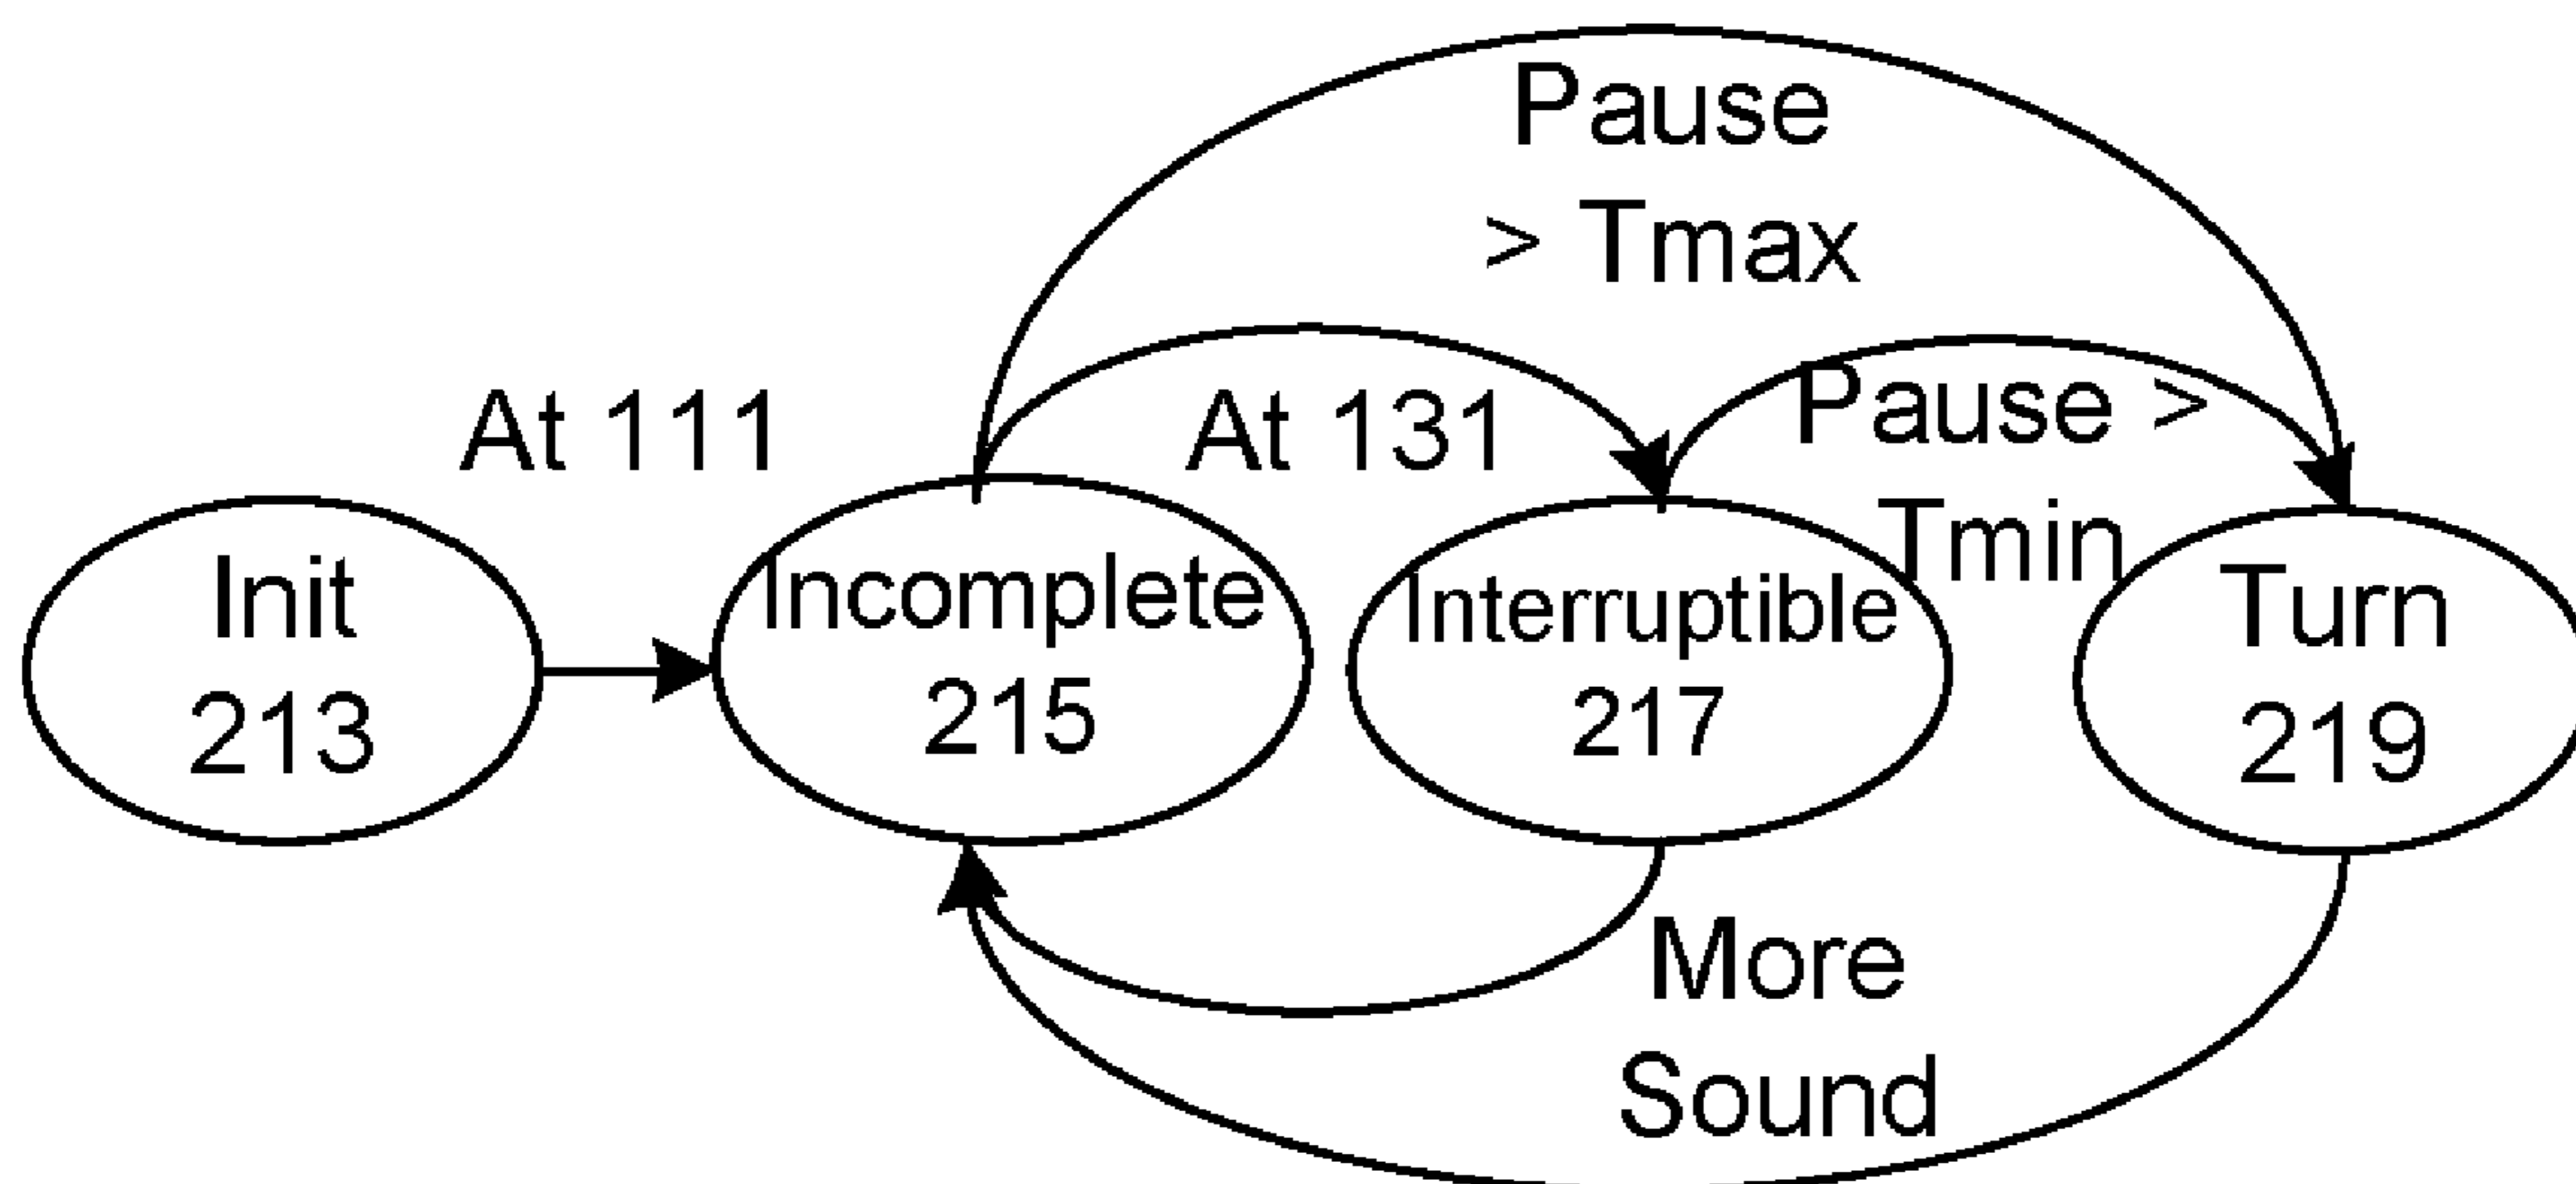 Pause
> Tmax
At 111
At 131
Pause >
Tmin
Init
213
Incomplete
215
Interruptible
217
Turn
219
More
Sound